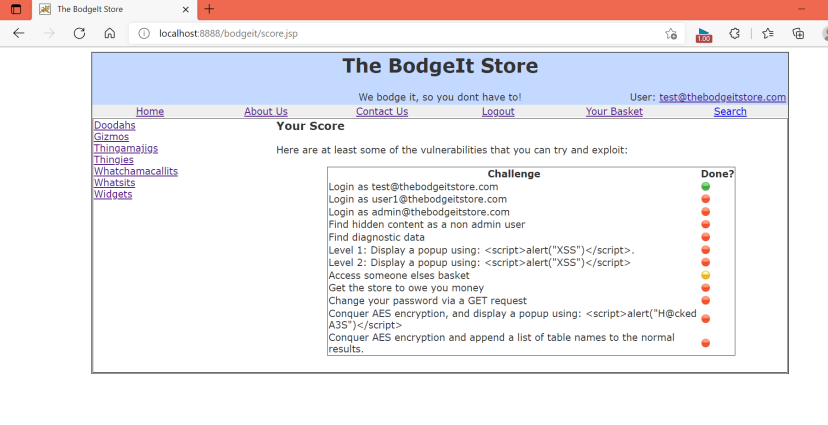 The BodgeIt Store
localhost:8888/bodgeit/score.jsp
1.00
The BodgeIt Store
We bodge it, so you dont have to!
User: test@thebodgeitstore.com
Home About Us Contact Us Logout Your Basket Search
Doodahs
Gizmos
Thingamajigs
Thingies
Whatchamacallits
Whatsits
Widgets
Your Score
Here are at least some of the vulnerabilities that you can try and exploit:
Challenge Done?
Login as test@thebodgeitstore.com
Login as user1@thebodgeitstore.com
Login as admin@thebodgeitstore.com
Find hidden content as a non admin user
Find diagnostic data
Level 1: Display a popup using: <script>alert("XSS")</script>.
Level 2: Display a popup using: <script>alert("XSS")</script>
Access someone elses basket
Get the store to owe you money
Change your password via a GET request
Conquer AES encryption, and display a popup using: <script>alert("H@cked
A3S")</script>
Conquer AES encryption and append a list of table names to the normal
results.